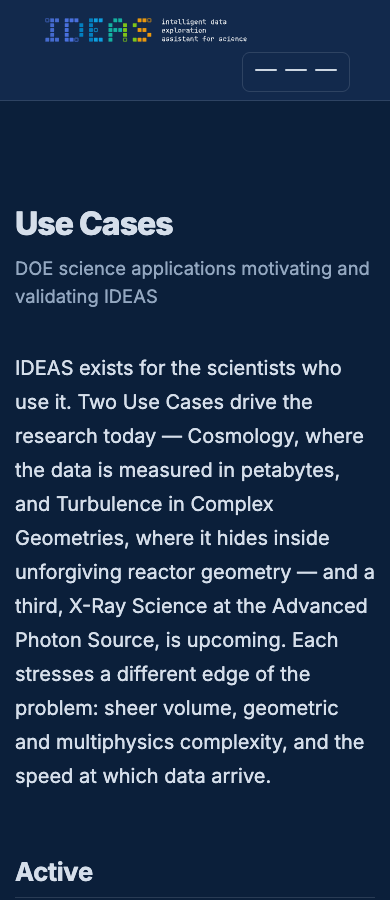 IDEAS
intelligent data
exploration
assistant for science
Use Cases
DOE science applications motivating and
validating IDEAS
IDEAS exists for the scientists who
use it. Two Use Cases drive the
research today — Cosmology, where
the data is measured in petabytes,
and Turbulence in Complex
Geometries, where it hides inside
unforgiving reactor geometry — and a
third, X-Ray Science at the Advanced
Photon Source, is upcoming. Each
stresses a different edge of the
problem: sheer volume, geometric
and multiphysics complexity, and the
speed at which data arrive.
Active